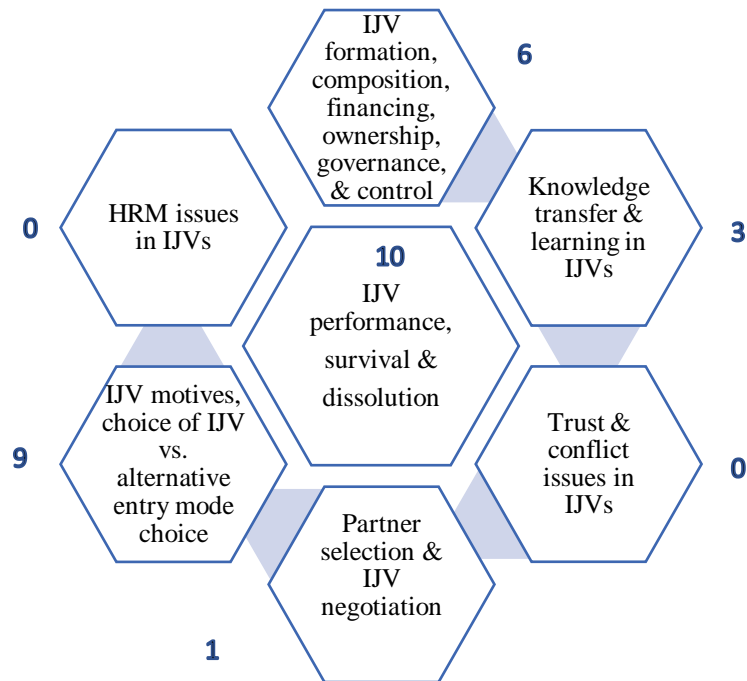 IJV
formation,
composition,
financing,
ownership,
governance,
& control
6
Knowledge
transfer &
learning in
IJVs
3
HRM issues
in IJVs
0
10
IJV
performance,
survival &
dissolution
IJV motives,
choice of IJV
vs.
alternative
entry mode
choice
9
Trust &
conflict
issues in
IJVs
0
Partner
selection &
IJV
negotiation
1